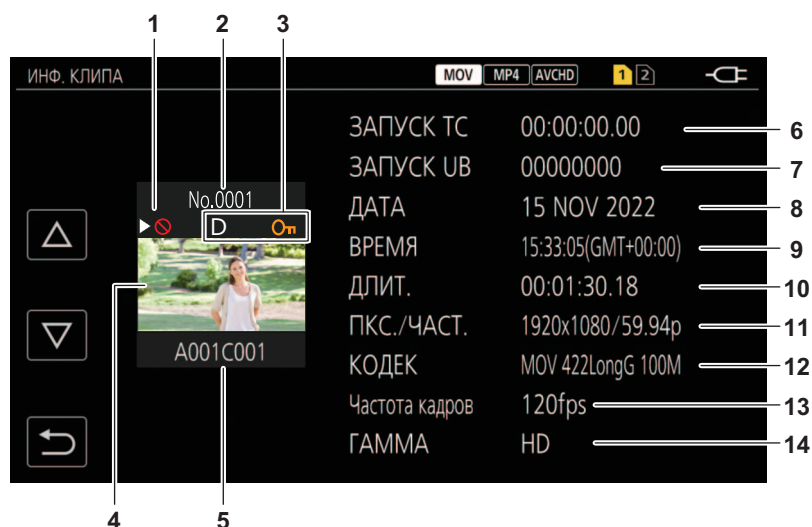 1 2 3
ИНФ. КЛИПА MOV MP4 AVCHD 1 2
No.0001
D
A001C001
ЗАПУСК TC 00:00:00.00 6
ЗАПУСК UB 00000000 7
ДАТА 15 NOV 2022 8
ВРЕМЯ 15:33:05(GMT+00:00) 9
ДЛИТ. 00:01:30.18 10
ПКС./ЧАСТ. 1920x1080/59.94p 11
КОДЕК MOV 422LongG 100M 12
Частота кадров 120fps 13
ГАММА HD 14
4 5